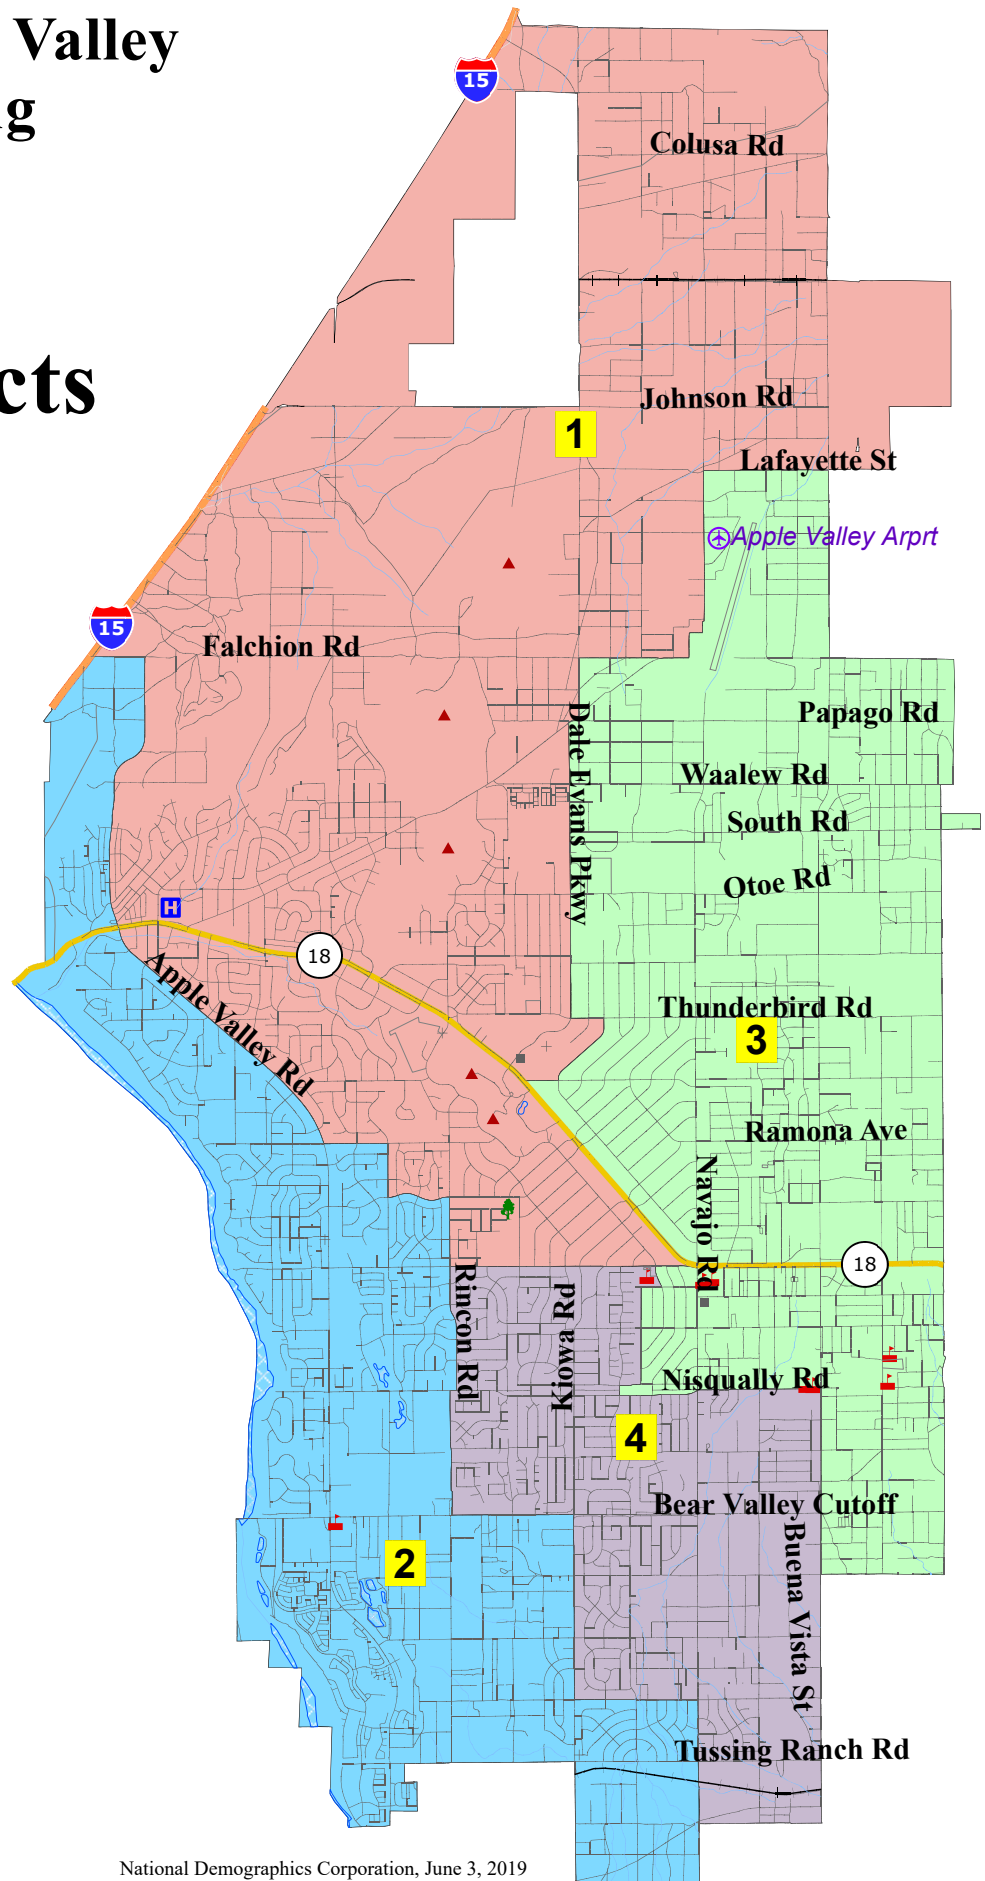 Valley
g
cts
15
Colusa Rd
Johnson Rd
1
Lafayette St
Apple Valley Arprt
15
Falchion Rd
Dale Evans Pkwy
Papago Rd
Waalew Rd
South Rd
Otoe Rd
H
18
Apple Valley Rd
Thunderbird Rd
3
Ramona Ave
Navajo Rd
18
Rincon Rd
Kiowa Rd
Nisqually Rd
4
Bear Valley Cutoff
2
Buena Vista St
Tussing Ranch Rd
National Demographics Corporation, June 3, 2019